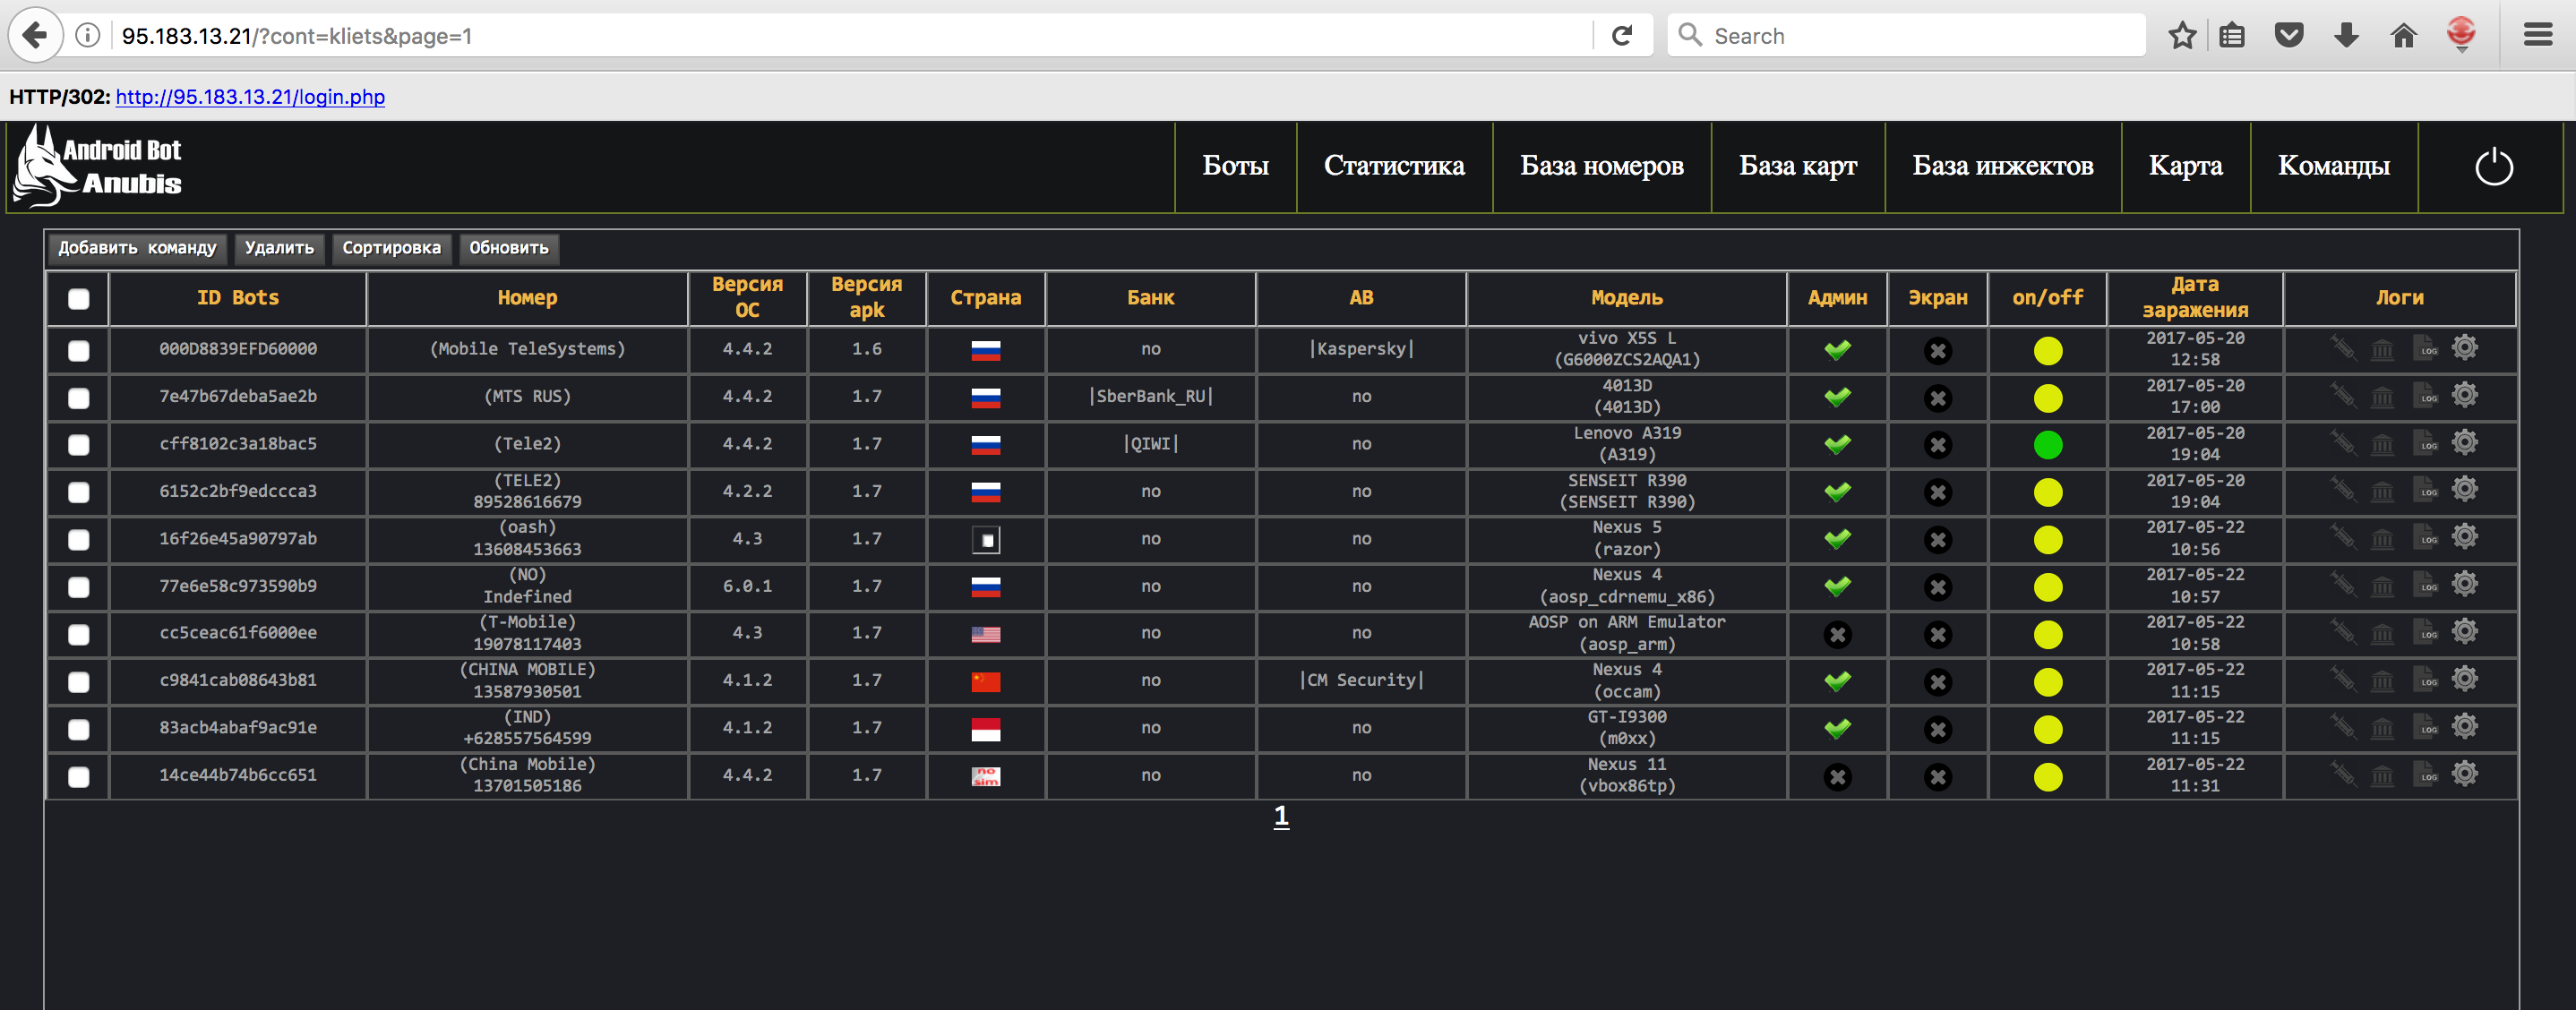 95.183.13.21/?cont=kliets&page=1
Search
HTTP/302: http://95.183.13.21/login.php
Android Bot
Anubis
Боты Статистика База номеров База карт База инжектов Карта Команды
Добавить команду Удалить Сортировка Обновить
ID Bots Номер Версия ОС Версия apk Страна Банк АВ Модель Админ Экран on/off Дата заражения Логи
000D8839EFD60000 (Mobile TeleSystems) 4.4.2 1.6 no |Kaspersky| vivo X5S L (G6000ZCS2AQA1) 2017-05-20 12:58 LOG
7e47b67deba5ae2b (MTS RUS) 4.4.2 1.7 |SberBank_RU| no 4013D (4013D) 2017-05-20 17:00 LOG
cff8102c3a18bac5 (Tele2) 4.4.2 1.7 |QIWI| no Lenovo A319 (A319) 2017-05-20 19:04 LOG
6152c2bf9edccca3 (TELE2) 89528616679 4.2.2 1.7 no no SENSEIT R390 (SENSEIT R390) 2017-05-20 19:04 LOG
16f26e45a90797ab (oash) 13608453663 4.3 1.7 no no Nexus 5 (razor) 2017-05-22 10:56 LOG
77e6e58c973590b9 (NO) Indefined 6.0.1 1.7 no no Nexus 4 (aosp_cdrnemu_x86) 2017-05-22 10:57 LOG
cc5ceac61f6000ee (T-Mobile) 19078117403 4.3 1.7 no no AOSP on ARM Emulator (aosp_arm) 2017-05-22 10:58 LOG
c9841cab08643b81 (CHINA MOBILE) 13587930501 4.1.2 1.7 no |CM Security| Nexus 4 (occam) 2017-05-22 11:15 LOG
83acb4abaf9ac91e (IND) +628557564599 4.1.2 1.7 no no GT-I9300 (m0xx) 2017-05-22 11:15 LOG
14ce44b74b6cc651 (China Mobile) 13701505186 4.4.2 1.7 no sim no no Nexus 11 (vbox86tp) 2017-05-22 11:31 LOG
1